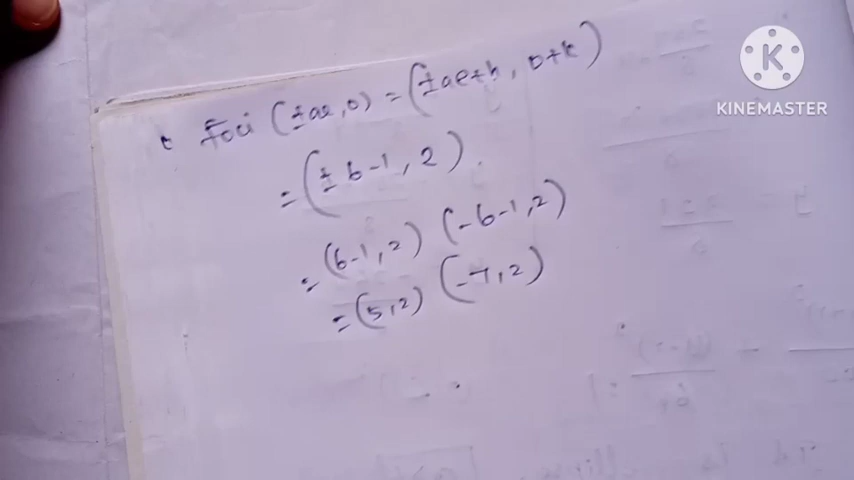 Foci (±ae, 0) = (±ae+h, 0+k)
= (±6-1, 2)
= (6-1, 2) (-6-1, 2)
= (5, 2) (-7, 2)
KINEMASTER